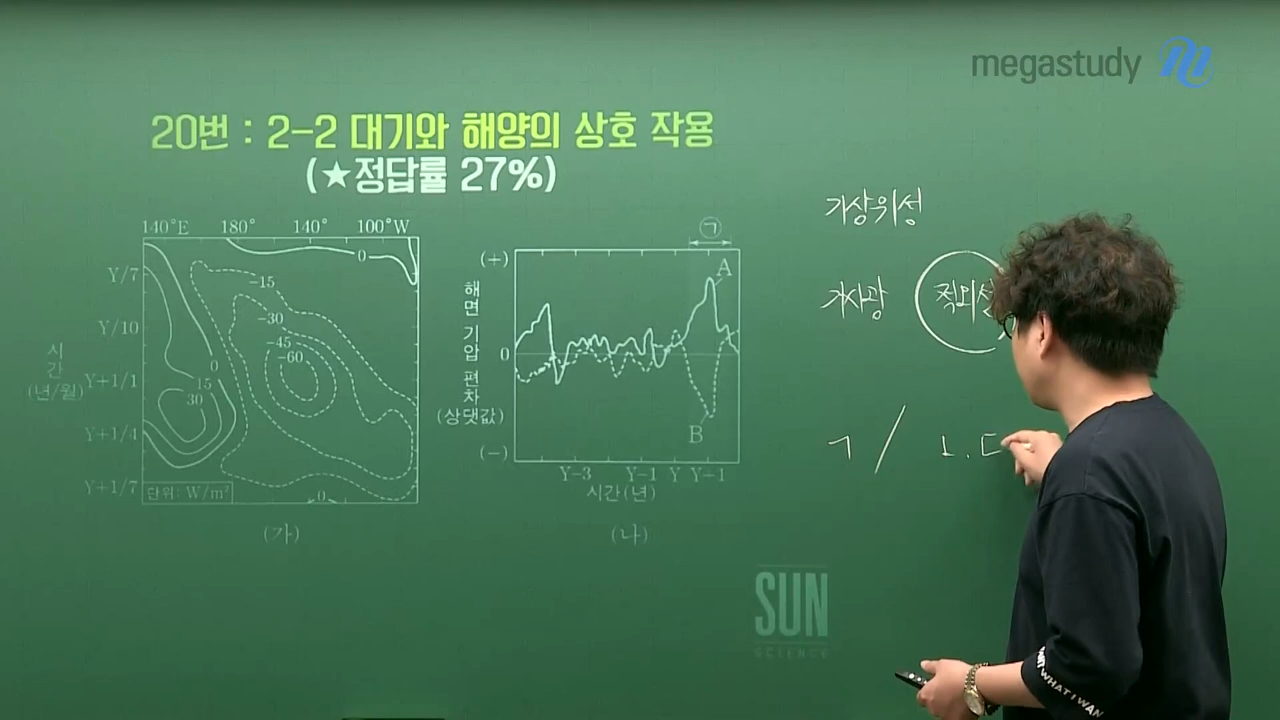 megastudy
20번 : 2-2 대기와 해양의 상호 작용
(★정답률 27%)
140°E 180° 140° 100°W
시간(년/월)
Y/7
Y/10
Y+1/1
Y+1/4
Y+1/7
0
-15
-30
-45
-60
0
15
30
0
단위: W/m²
(가)
㉠
(+)
0
(-)
해면 기압 편차
(상댓값)
A
B
Y-3 Y-1 Y Y+1
시간(년)
(나)
가상위성
가시광
적외선
ㄱ / ㄴ. ㄷ
SUN
SCIENCE
WHAT I WAN